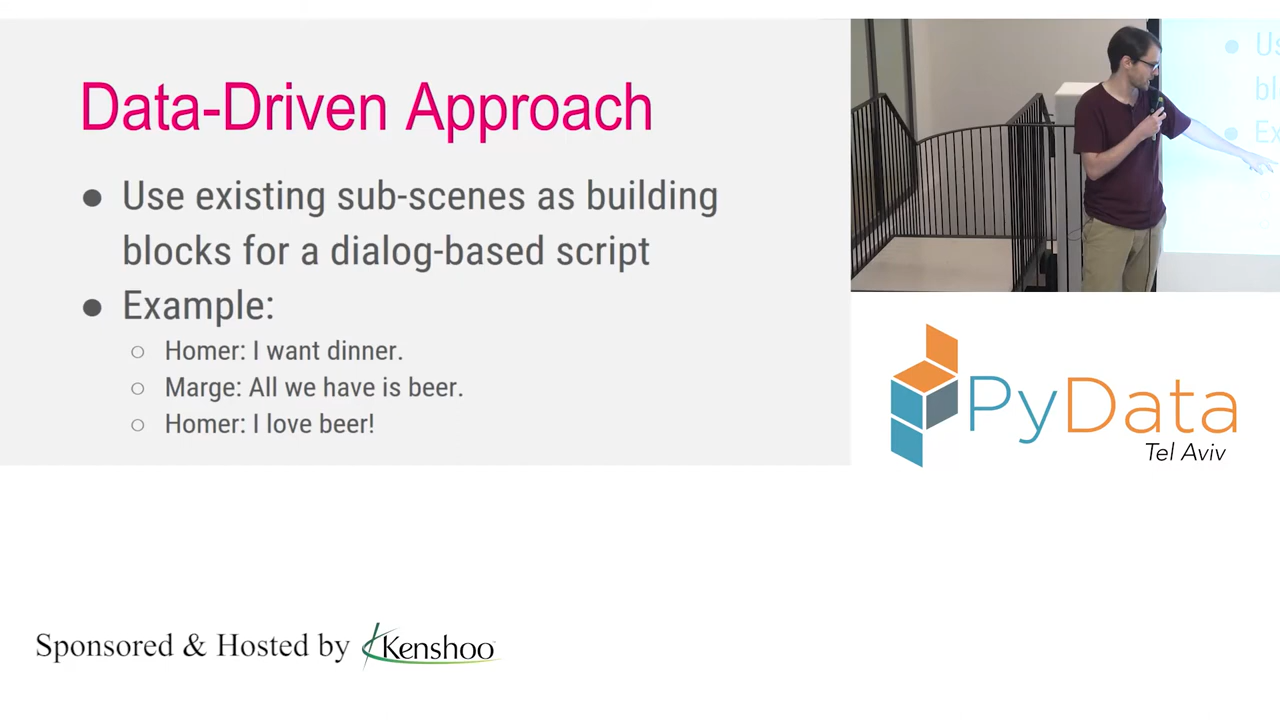 Data-Driven Approach
● Use existing sub-scenes as building
blocks for a dialog-based script
● Example:
○ Homer: I want dinner.
○ Marge: All we have is beer.
○ Homer: I love beer!
PyData
Tel Aviv
Sponsored & Hosted by Kenshoo